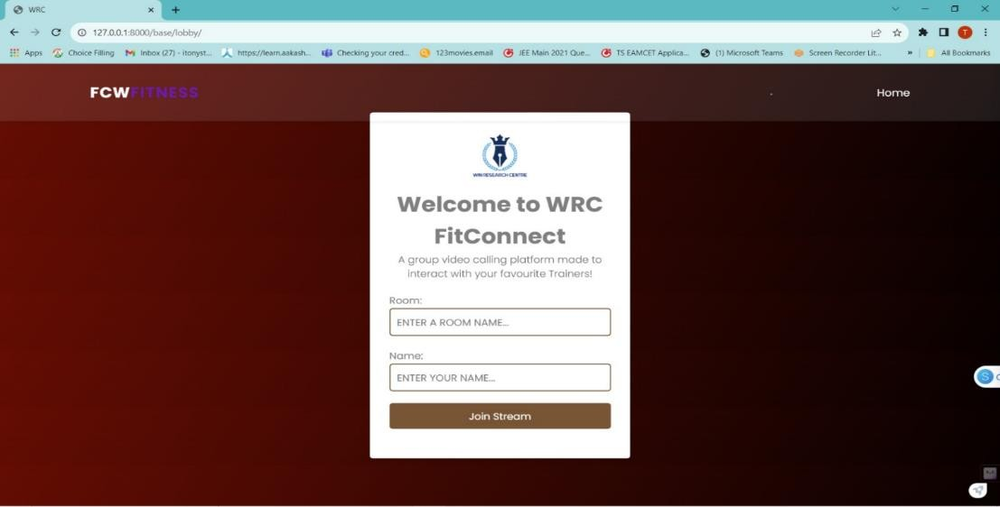 WRC
127.0.0.1:8000/base/lobby/
Apps Choice Filling Inbox (27) - itonyst... https://learn.aakash... Checking your cred... 123movies.email JEE Main 2021 Que... TS EAMCET Applica... (1) Microsoft Teams Screen Recorder Lit... » All Bookmarks
T
FCWFITNESS Home
WIN RESEARCH CENTRE
Welcome to WRC
FitConnect
A group video calling platform made to
interact with your favourite Trainers!
Room:
ENTER A ROOM NAME...
Name:
ENTER YOUR NAME...
Join Stream
S